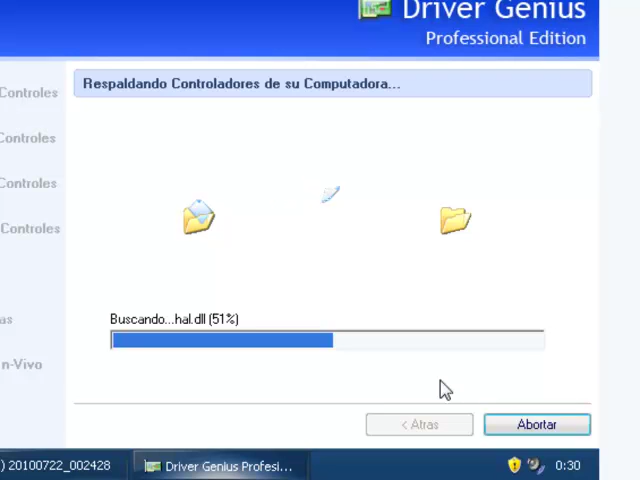 Driver Genius
Professional Edition
Respaldando Controladores de su Computadora...
Controles
Controles
Controles
Controles
as
n-Vivo
Buscando...hal.dll (51%)
< Atras
Abortar
) 20100722_002428
Driver Genius Profesi...
0:30